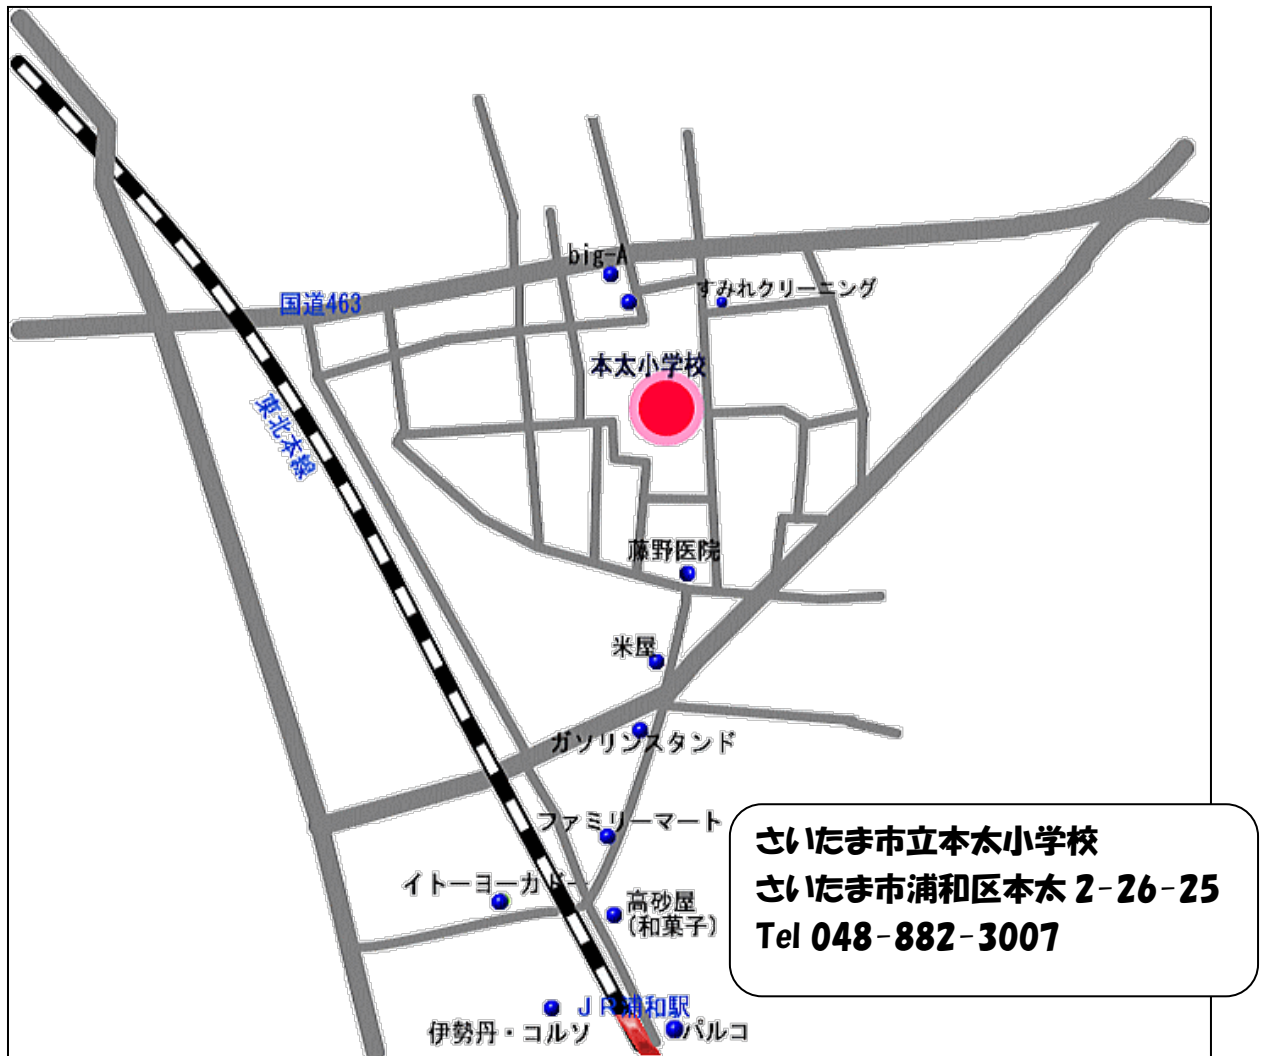 big-A
すみれクリーニング
国道463
本太小学校
東北本線
藤野医院
米屋
ガソリンスタンド
ファミリーマート
イトーヨーカドー
高砂屋
(和菓子)
JR浦和駅
伊勢丹・コルソ
パルコ
さいたま市立本太小学校
さいたま市浦和区本太 2-26-25
Tel 048-882-3007